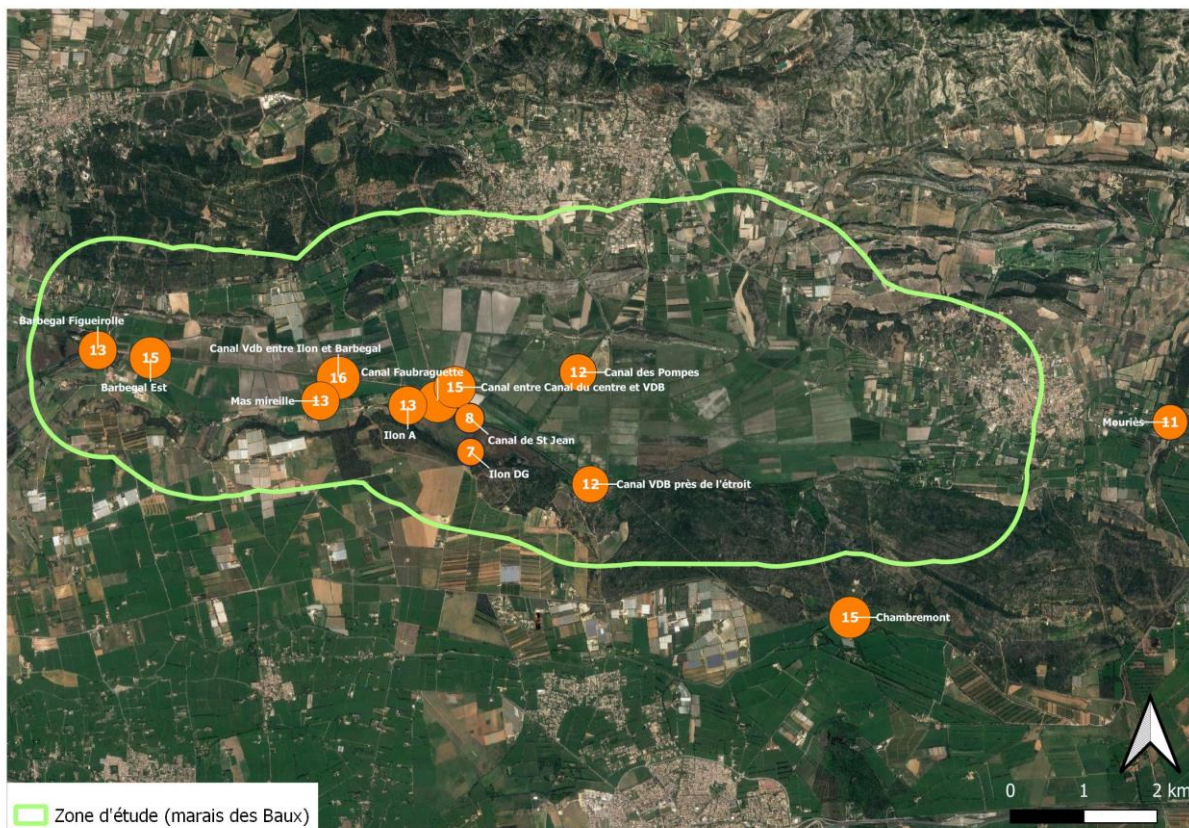 Barbegal Figueirolle
13
15
Barbegal Est
Canal Vdb entre Ilon et Barbegal
16
Mas mireille
13
Canal Faubraguette
15
Canal entre Canal du centre et VDB
13
Ilon A
8
Canal de St Jean
7
Ilon DG
12
Canal des Pompes
12
Canal VDB près de l'étroit
Mouriès
11
15
Chambremont
0 1 2 km
Zone d'étude (marais des Baux)